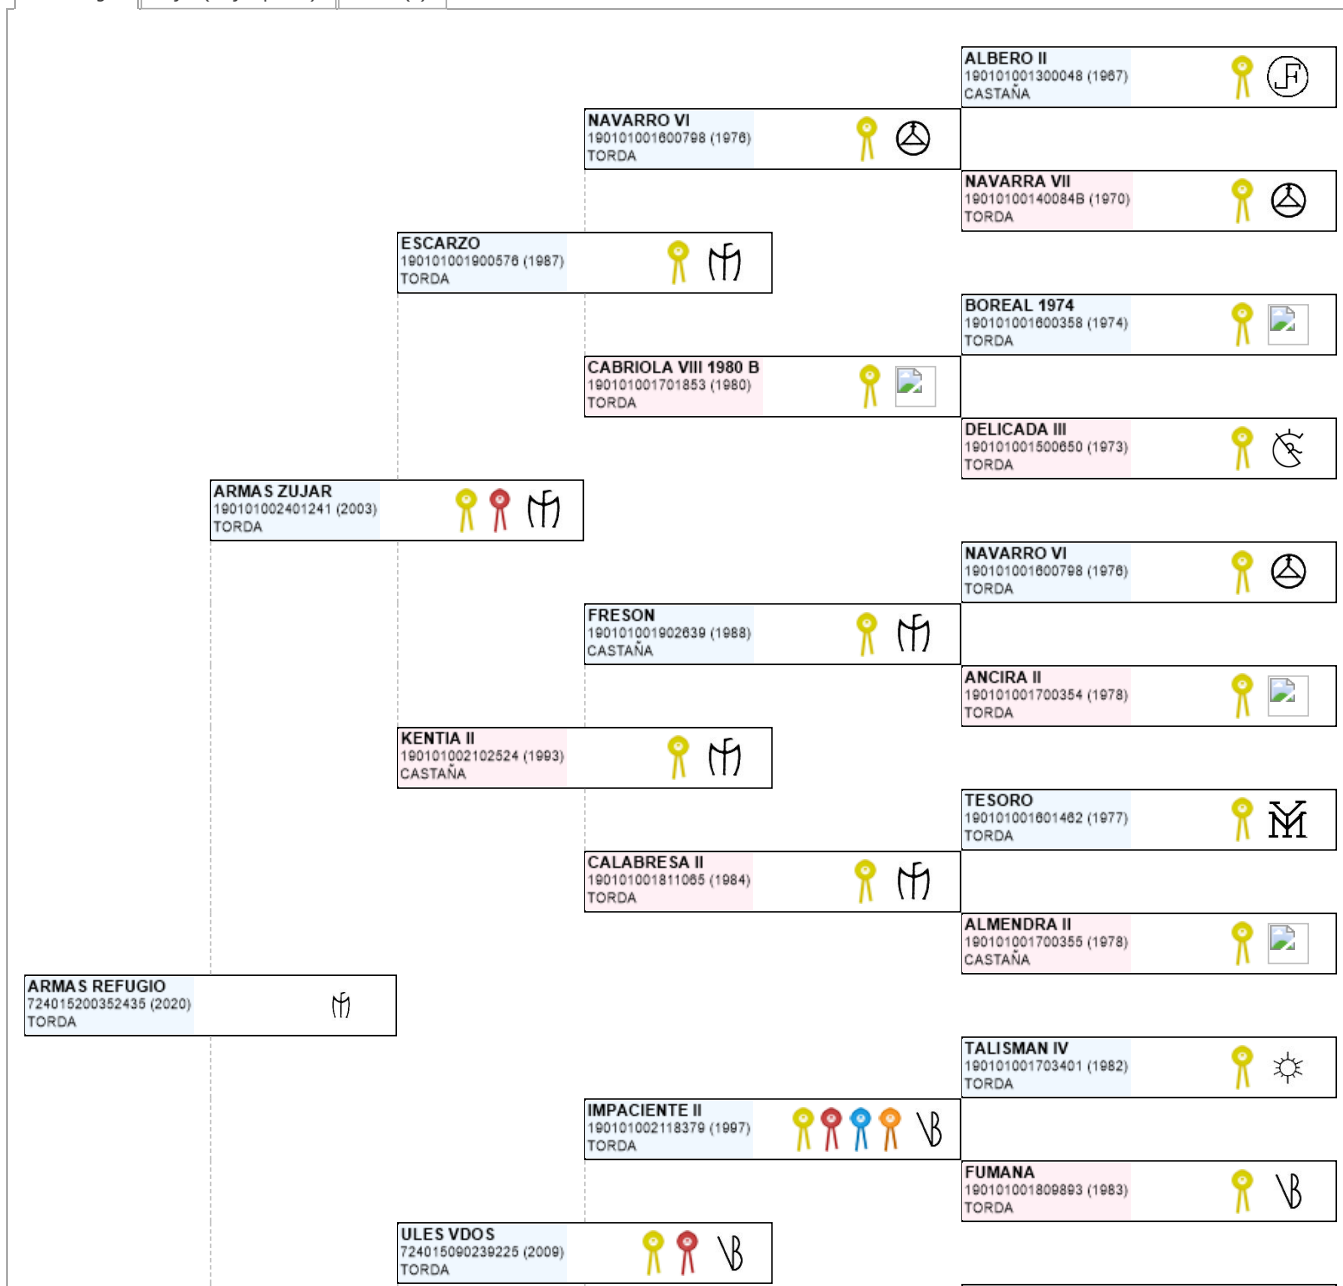 ALBERO II
190101001300048 (1967)
CASTAÑA
NAVARRO VI
190101001600798 (1976)
TORDA
NAVARRA VII
19010100140084B (1970)
TORDA
ESCARZO
190101001900576 (1987)
TORDA
BOREAL 1974
190101001600358 (1974)
TORDA
CABRIOLA VIII 1980 B
190101001701853 (1980)
TORDA
DELICADA III
190101001500650 (1973)
TORDA
ARMAS ZUJAR
190101002401241 (2003)
TORDA
NAVARRO VI
190101001600798 (1976)
TORDA
FRESON
190101001902639 (1988)
CASTAÑA
ANCIRA II
190101001700354 (1978)
TORDA
KENTIA II
190101002102524 (1993)
CASTAÑA
TESORO
190101001601462 (1977)
TORDA
CALABRESA II
190101001811065 (1984)
TORDA
ALMENDRA II
190101001700355 (1978)
CASTAÑA
ARMAS REFUGIO
724015200352435 (2020)
TORDA
TALISMAN IV
190101001703401 (1982)
TORDA
IMPACIENTE II
190101002118379 (1997)
TORDA
FUMANA
190101001809893 (1983)
TORDA
ULES VDOS
724015090239225 (2009)
TORDA